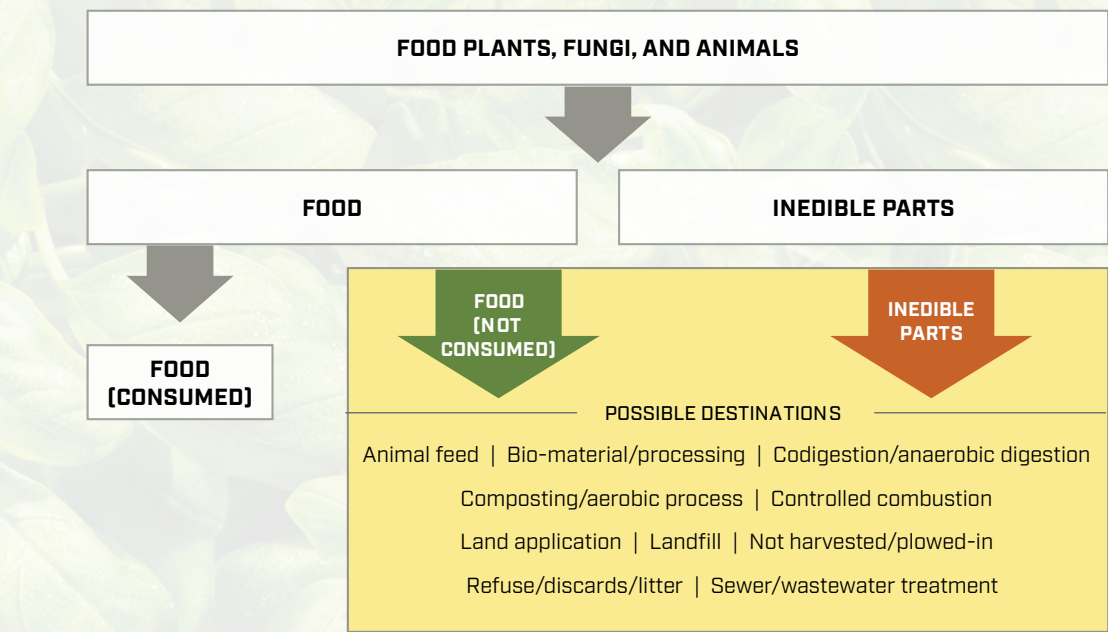 FOOD PLANTS, FUNGI, AND ANIMALS
FOOD
INEDIBLE PARTS
FOOD
(CONSUMED)
FOOD
(NOT
CONSUMED)
INEDIBLE
PARTS
POSSIBLE DESTINATIONS
Animal feed | Bio-material/processing | Codigestion/anaerobic digestion
Composting/aerobic process | Controlled combustion
Land application | Landfill | Not harvested/plowed-in
Refuse/discards/litter | Sewer/wastewater treatment